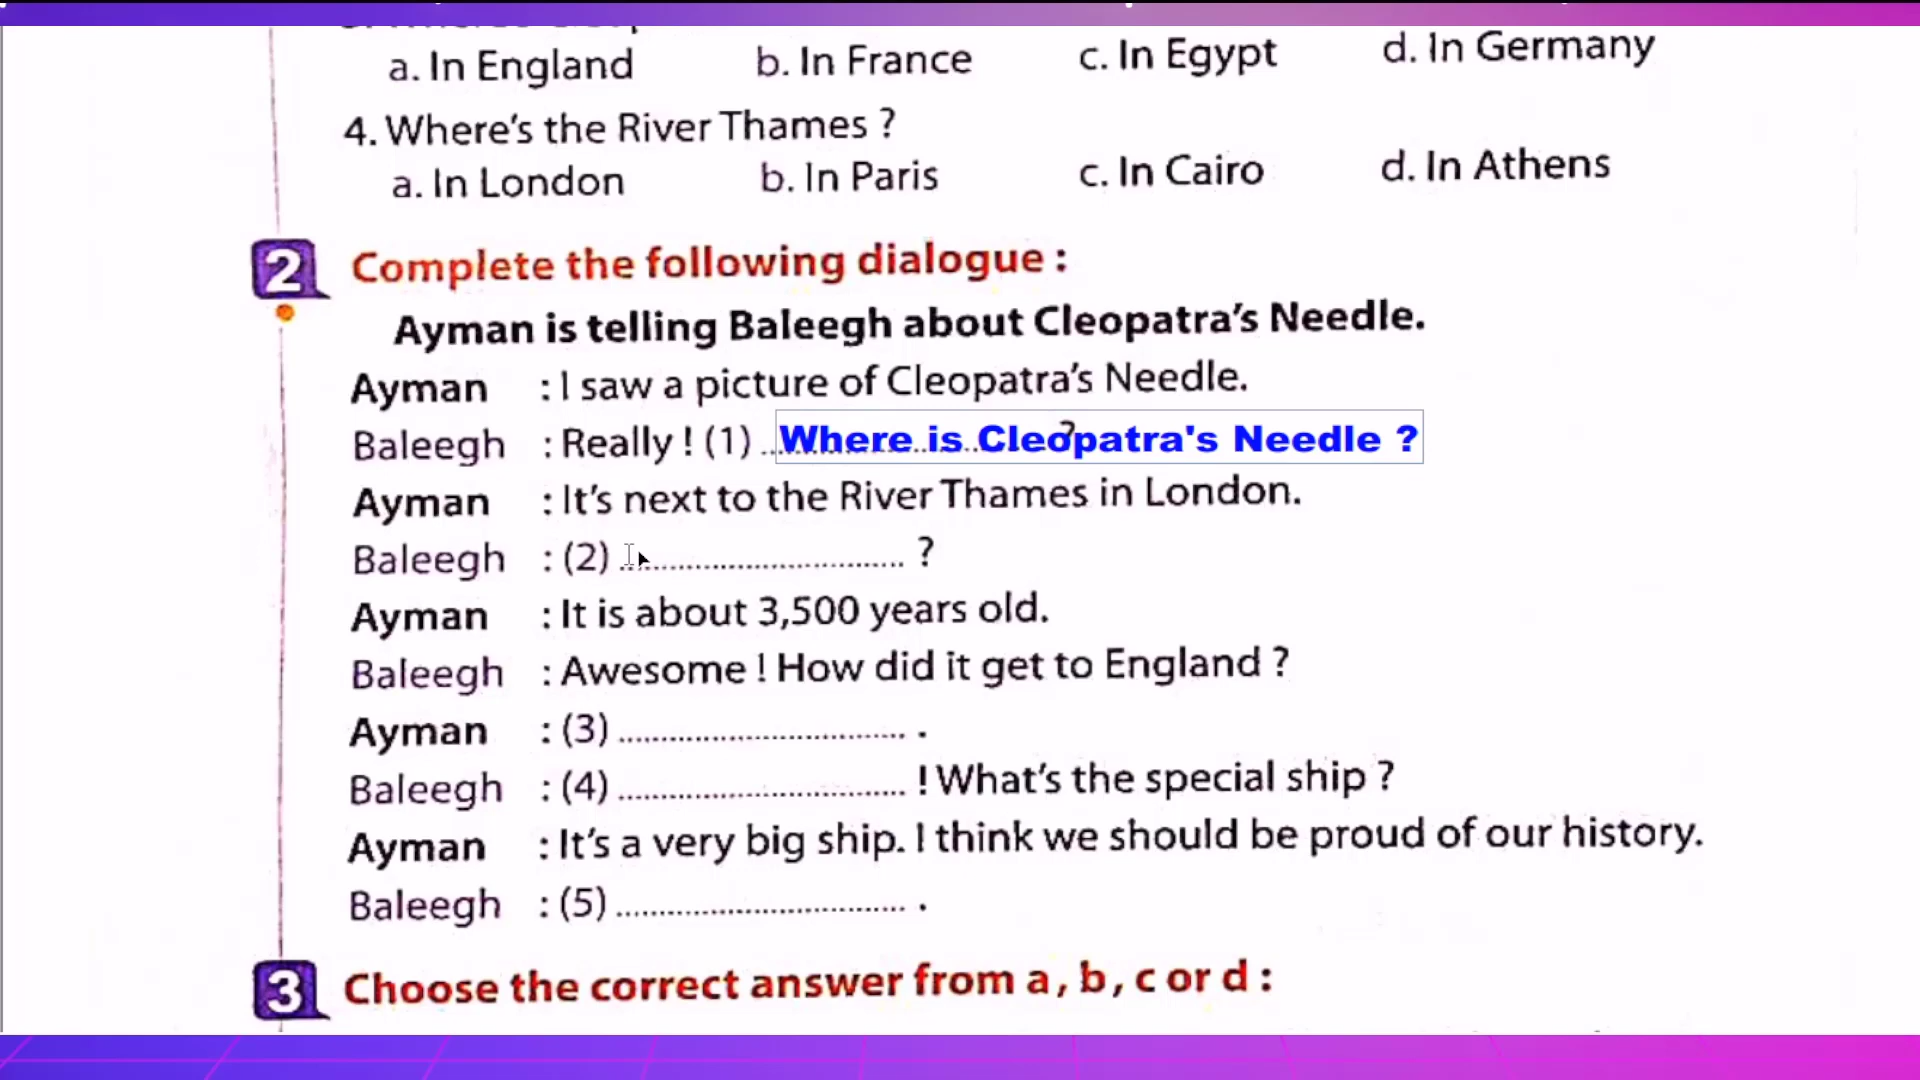 a. In England b. In France c. In Egypt d. In Germany
4. Where's the River Thames ?
a. In London b. In Paris c. In Cairo d. In Athens
2 Complete the following dialogue :
Ayman is telling Baleegh about Cleopatra's Needle.
Ayman : I saw a picture of Cleopatra's Needle.
Baleegh : Really ! (1) Where is Cleopatra's Needle ?
Ayman : It's next to the River Thames in London.
Baleegh : (2) .................................. ?
Ayman : It is about 3,500 years old.
Baleegh : Awesome ! How did it get to England ?
Ayman : (3) .................................. .
Baleegh : (4) .................................. ! What's the special ship ?
Ayman : It's a very big ship. I think we should be proud of our history.
Baleegh : (5) .................................. .
3 Choose the correct answer from a, b, c or d :